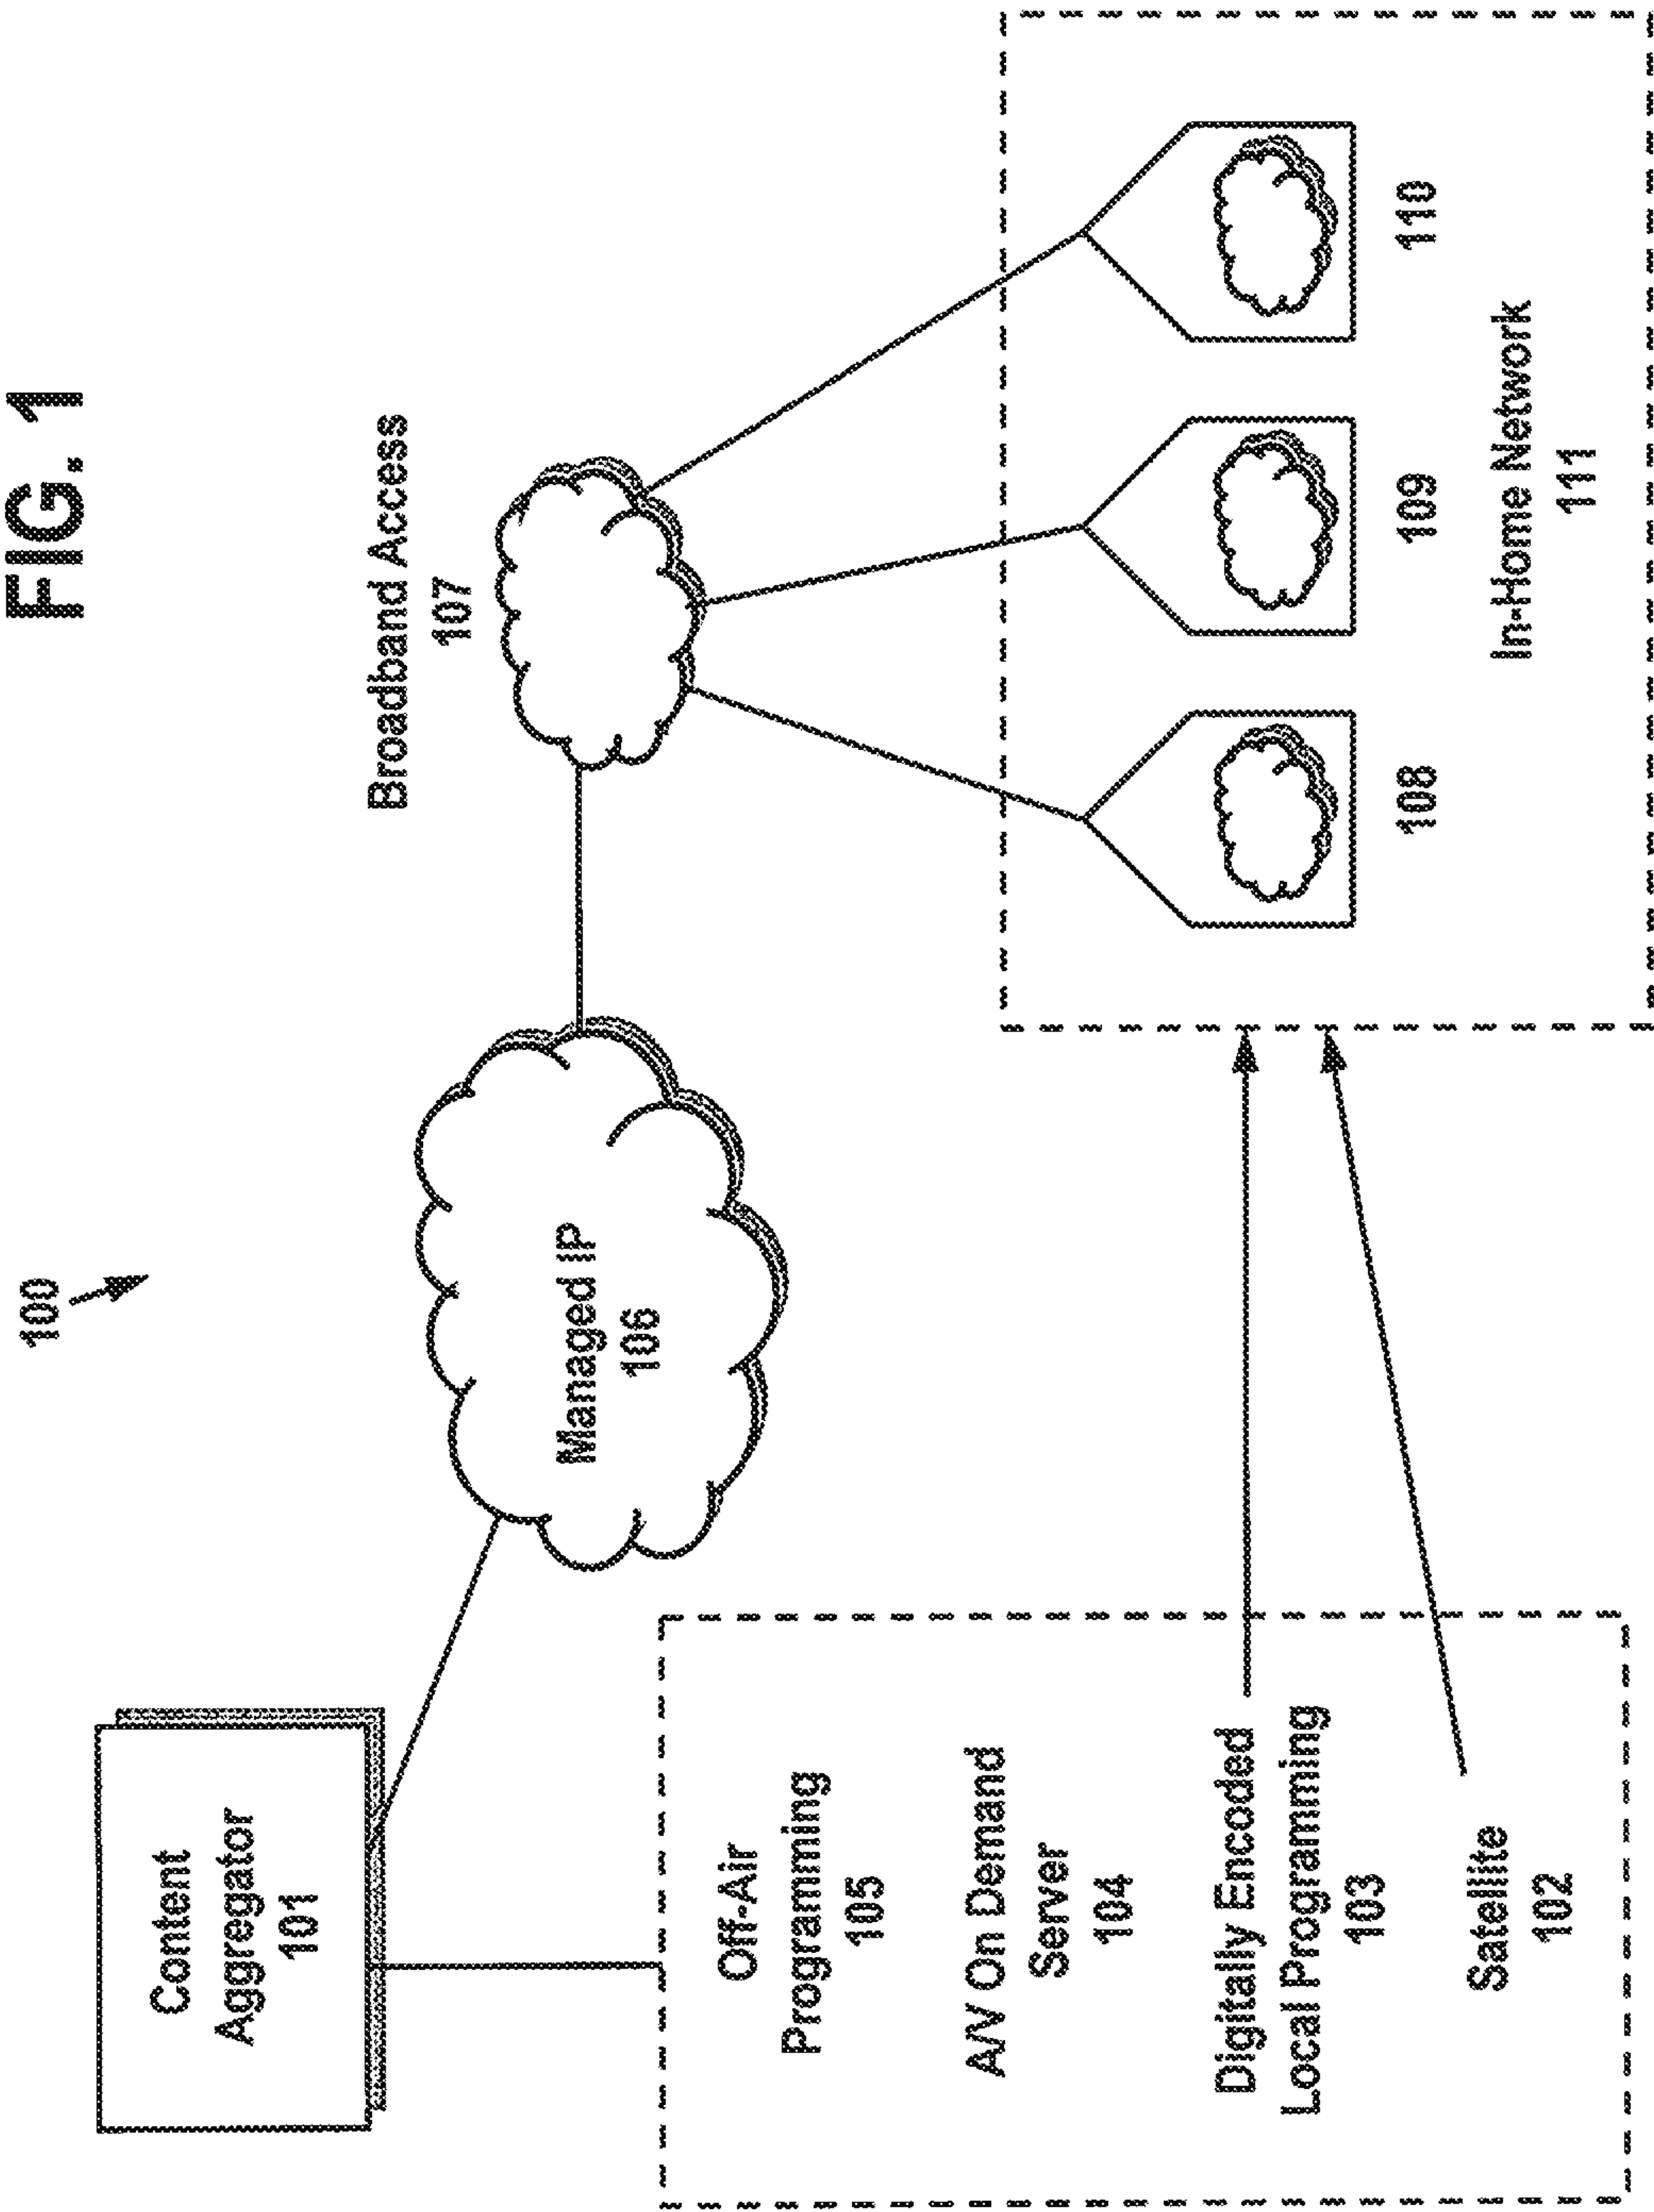 FIG. 1
100
Content
Aggregator
101
Managed IP
106
Broadband Access
107
Off-Air
Programming
105
A/V On Demand
Server
104
Digitally Encoded
Local Programming
103
Satellite
102
108
109
110
In-Home Network
111